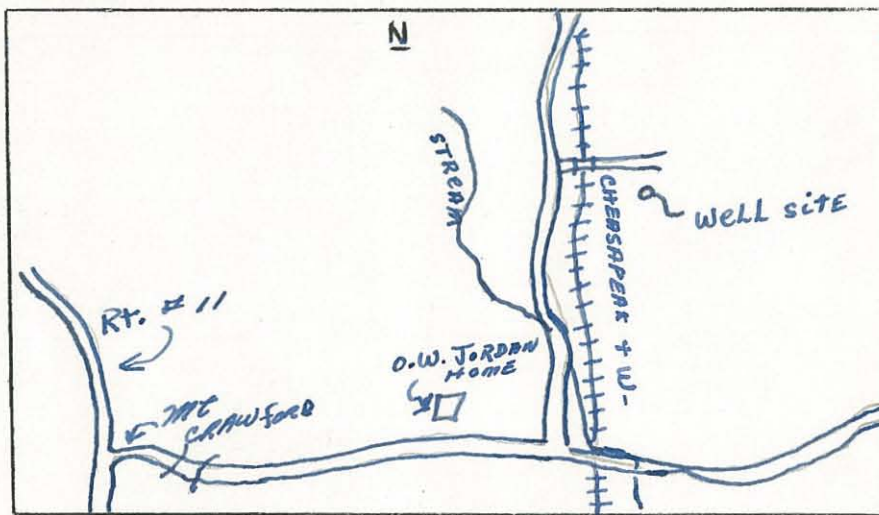 N
STREAM
CHEASAPEAK + W-
WELL SITE
Rt. # 11
O.W. JORDAN
HOME
Mt
CRAWFORD